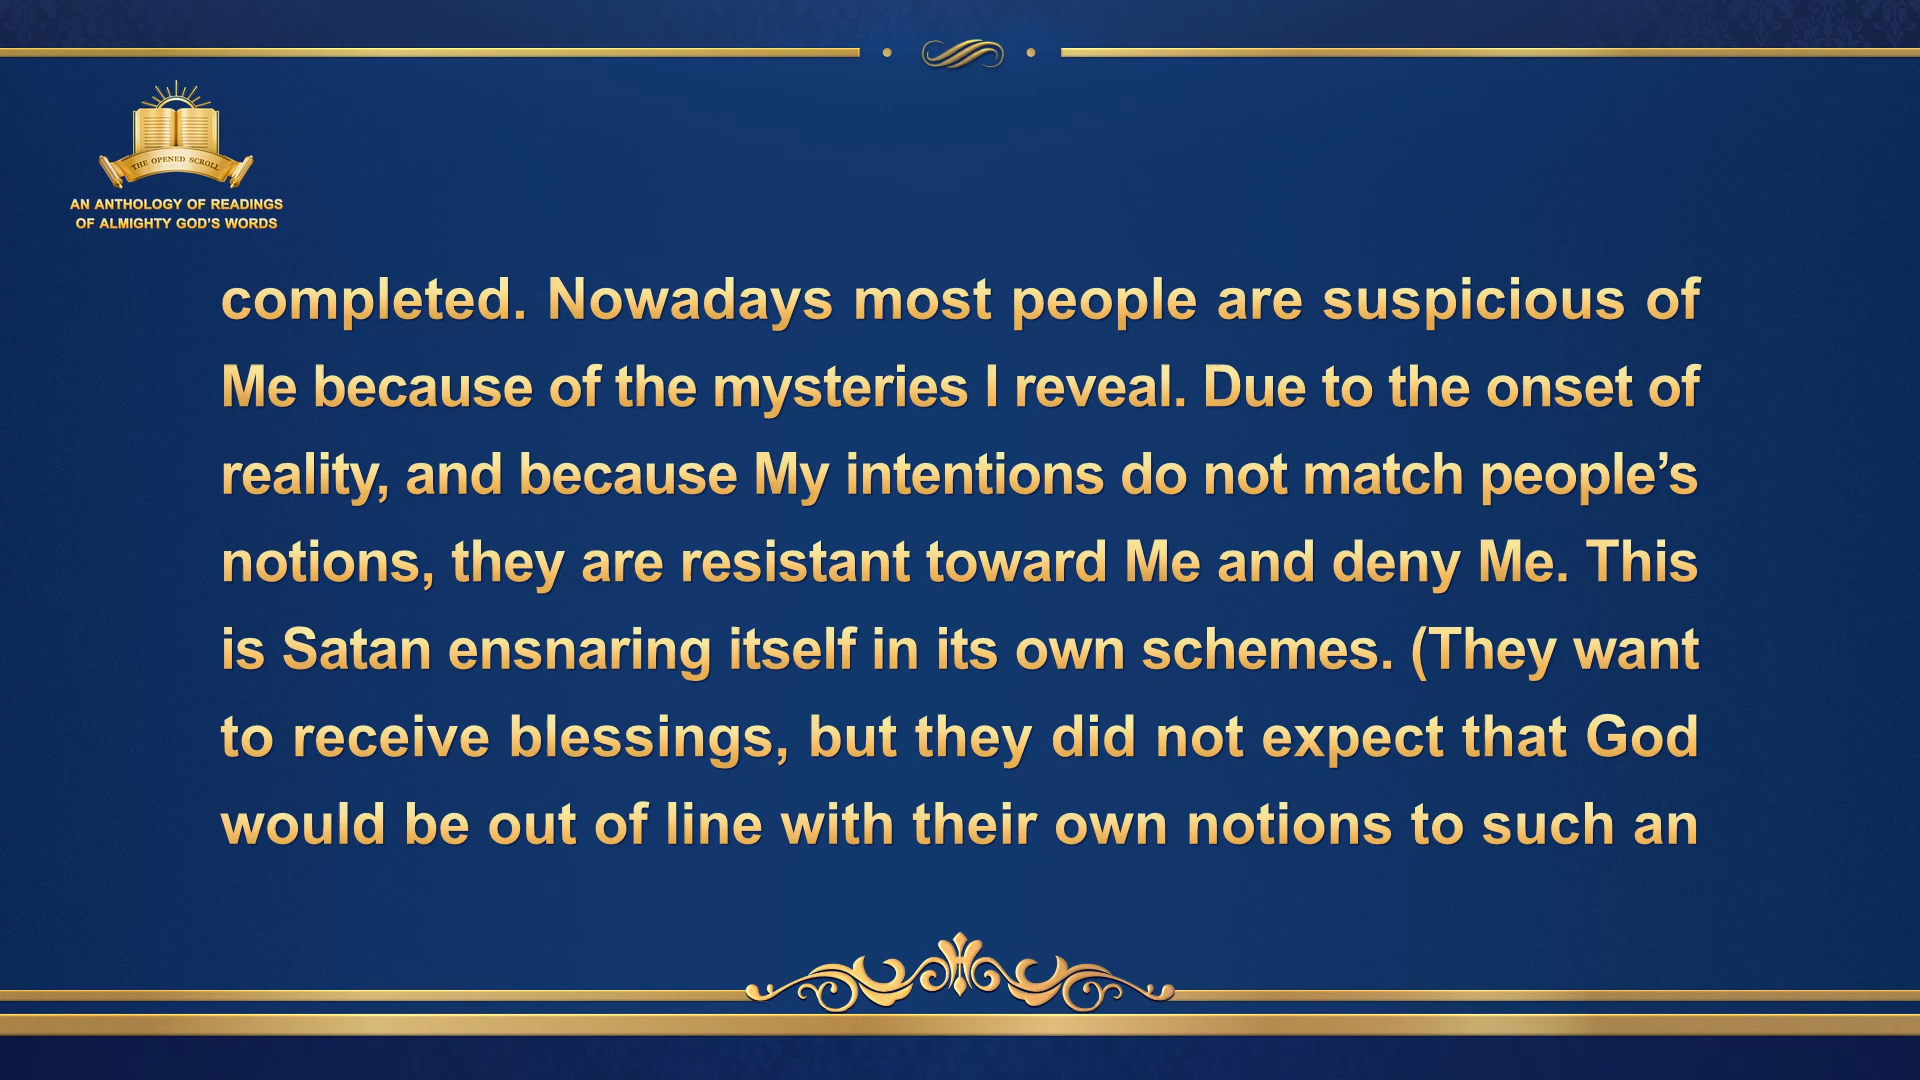 THE OPENED SCROLL
AN ANTHOLOGY OF READINGS
OF ALMIGHTY GOD'S WORDS
completed. Nowadays most people are suspicious of
Me because of the mysteries I reveal. Due to the onset of
reality, and because My intentions do not match people’s
notions, they are resistant toward Me and deny Me. This
is Satan ensnaring itself in its own schemes. (They want
to receive blessings, but they did not expect that God
would be out of line with their own notions to such an